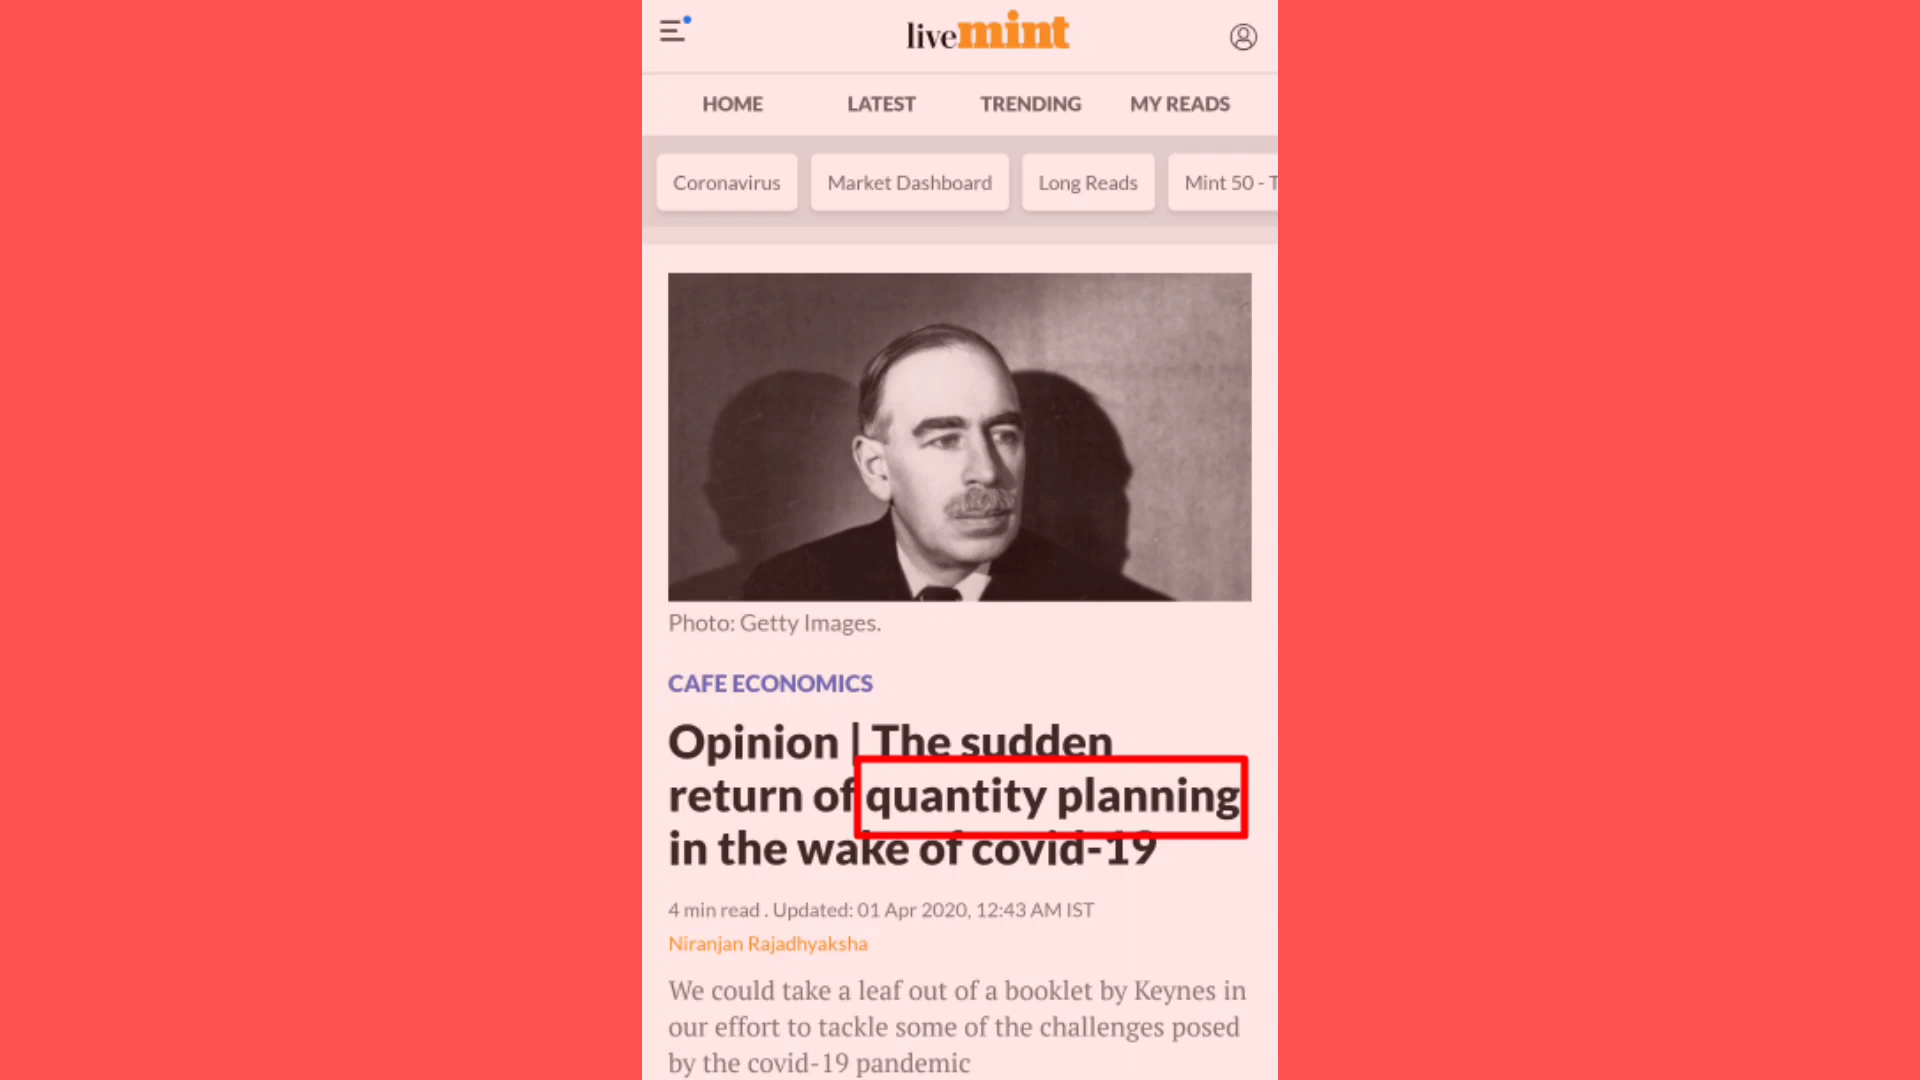 livemint
HOME LATEST TRENDING MY READS
Coronavirus Market Dashboard Long Reads Mint 50 - T
Photo: Getty Images.
CAFE ECONOMICS
Opinion | The sudden
return of quantity planning
in the wake of covid-19
4 min read . Updated: 01 Apr 2020, 12:43 AM IST
Niranjan Rajadhyaksha
We could take a leaf out of a booklet by Keynes in
our effort to tackle some of the challenges posed
by the covid-19 pandemic